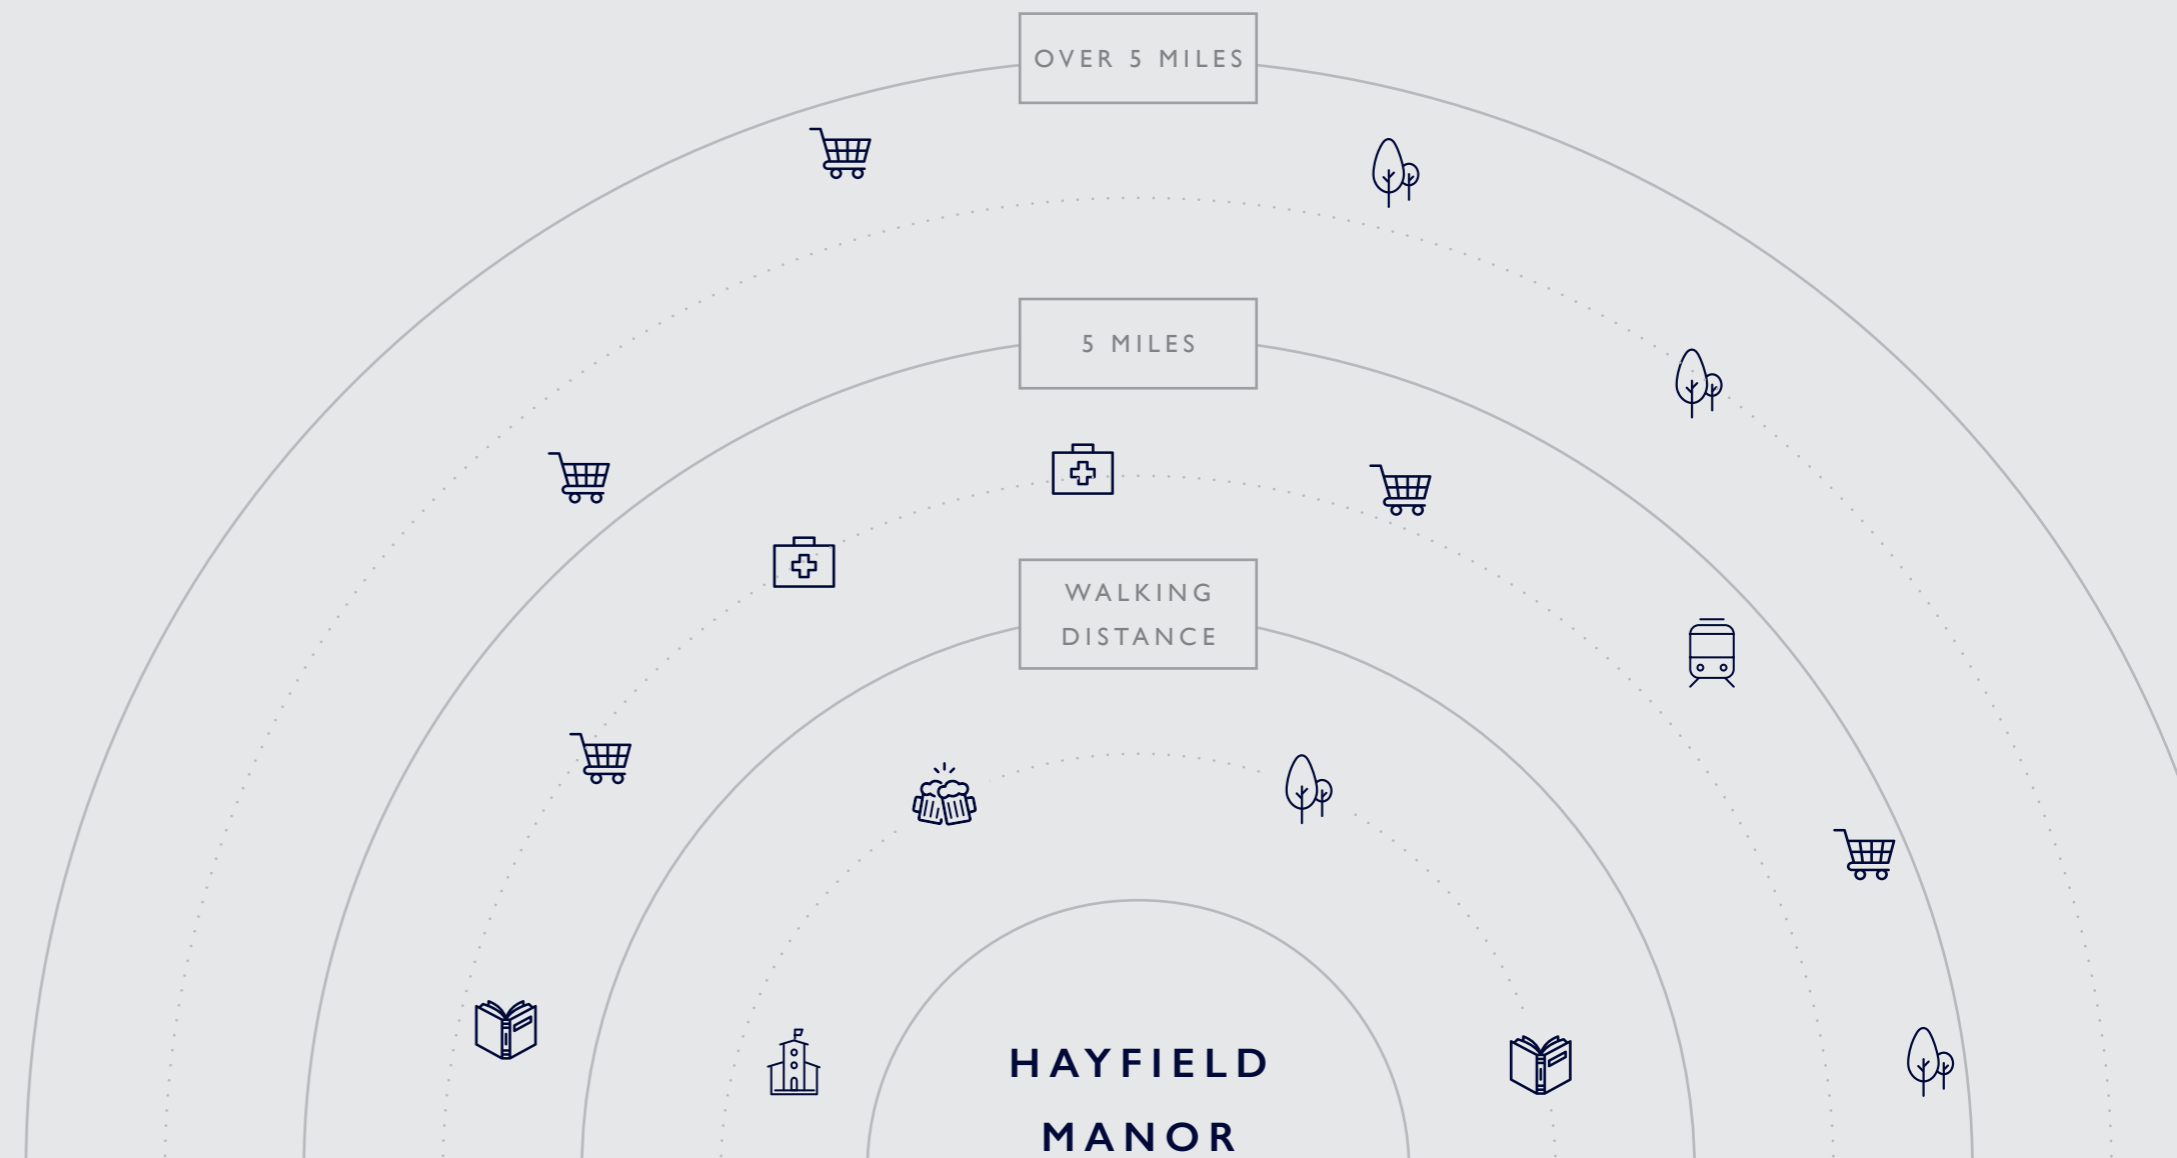 OVER 5 MILES
5 MILES
WALKING
DISTANCE
HAYFIELD
MANOR